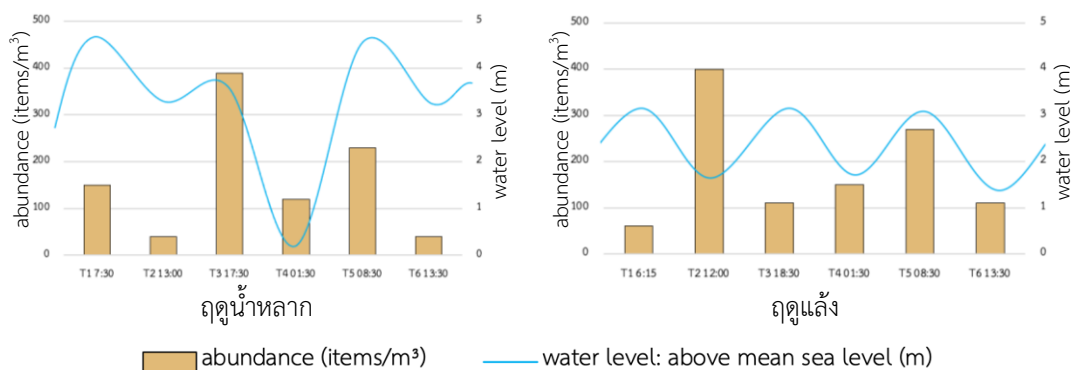 abundance (items/m³)
500
400
300
200
100
0
5
4
3
2
1
0
water level (m)
T1 7:30 T2 13:00 T3 17:30 T4 01:30 T5 08:30 T6 13:30
ฤดูน้ำหลาก
abundance (items/m³)
500
400
300
200
100
0
5
4
3
2
1
0
water level (m)
T1 6:15 T2 12:00 T3 18:30 T4 01:30 T5 08:30 T6 13:30
ฤดูแล้ง
abundance (items/m³) water level: above mean sea level (m)